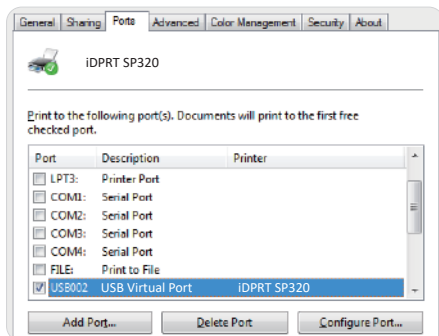 General Sharing Ports Advanced Color Management Security About
iDPRT SP320
Print to the following port(s). Documents will print to the first free
checked port.
Port Description Printer
LPT3: Printer Port
COM1: Serial Port
COM2: Serial Port
COM3: Serial Port
COM4: Serial Port
FILE: Print to File
USB002 USB Virtual Port iDPRT SP320
Add Port... Delete Port Configure Port...